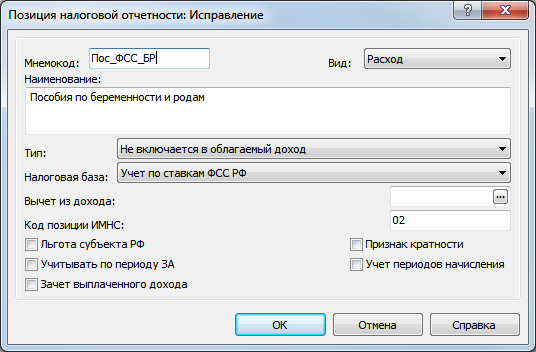 Позиция налоговой отчетности: Исправление
Мнемокод: Пос_ФСС_БР Вид: Расход
Наименование:
Пособия по беременности и родам
Тип: Не включается в облагаемый доход
Налоговая база: Учет по ставкам ФСС РФ
Вычет из дохода: ...
Код позиции ИМНС: 02
Льгота субъекта РФ Признак кратности
Учитывать по периоду ЗА Учет периодов начисления
Зачет выплаченного дохода
ОК Отмена Справка